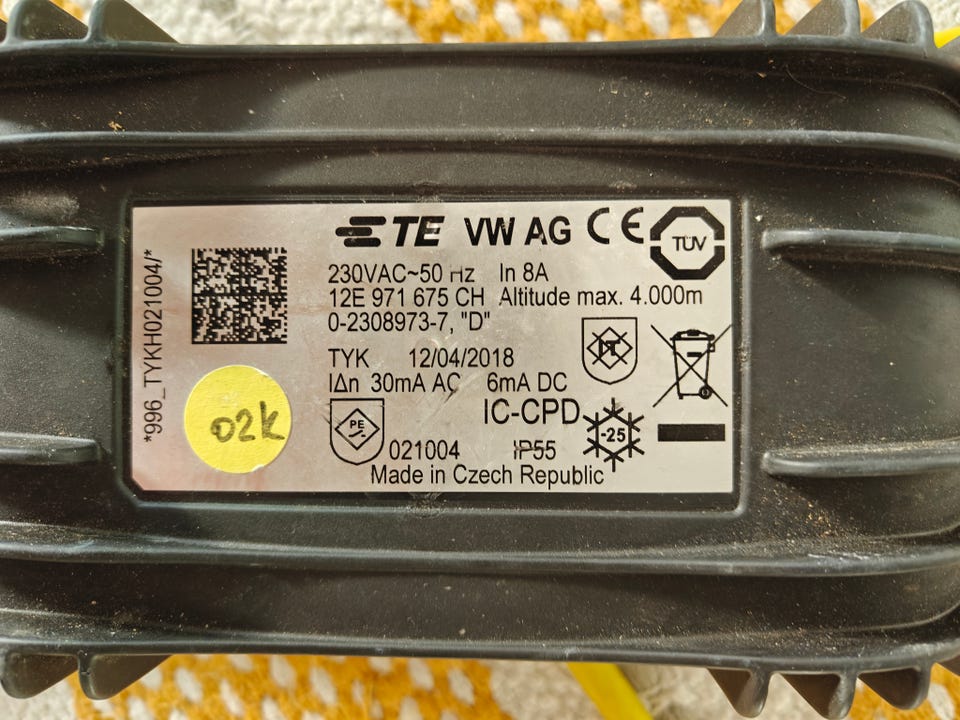 TE VW AG CE TÜV
230VAC~50 Hz In 8A
12E 971 675 CH Altitude max. 4.000m
0-2308973-7, "D"
TYK 12/04/2018
I∆n 30mA AC 6mA DC
IC-CPD
PE
-25
021004 IP55
Made in Czech Republic
*996_TYKH021004/*
02k